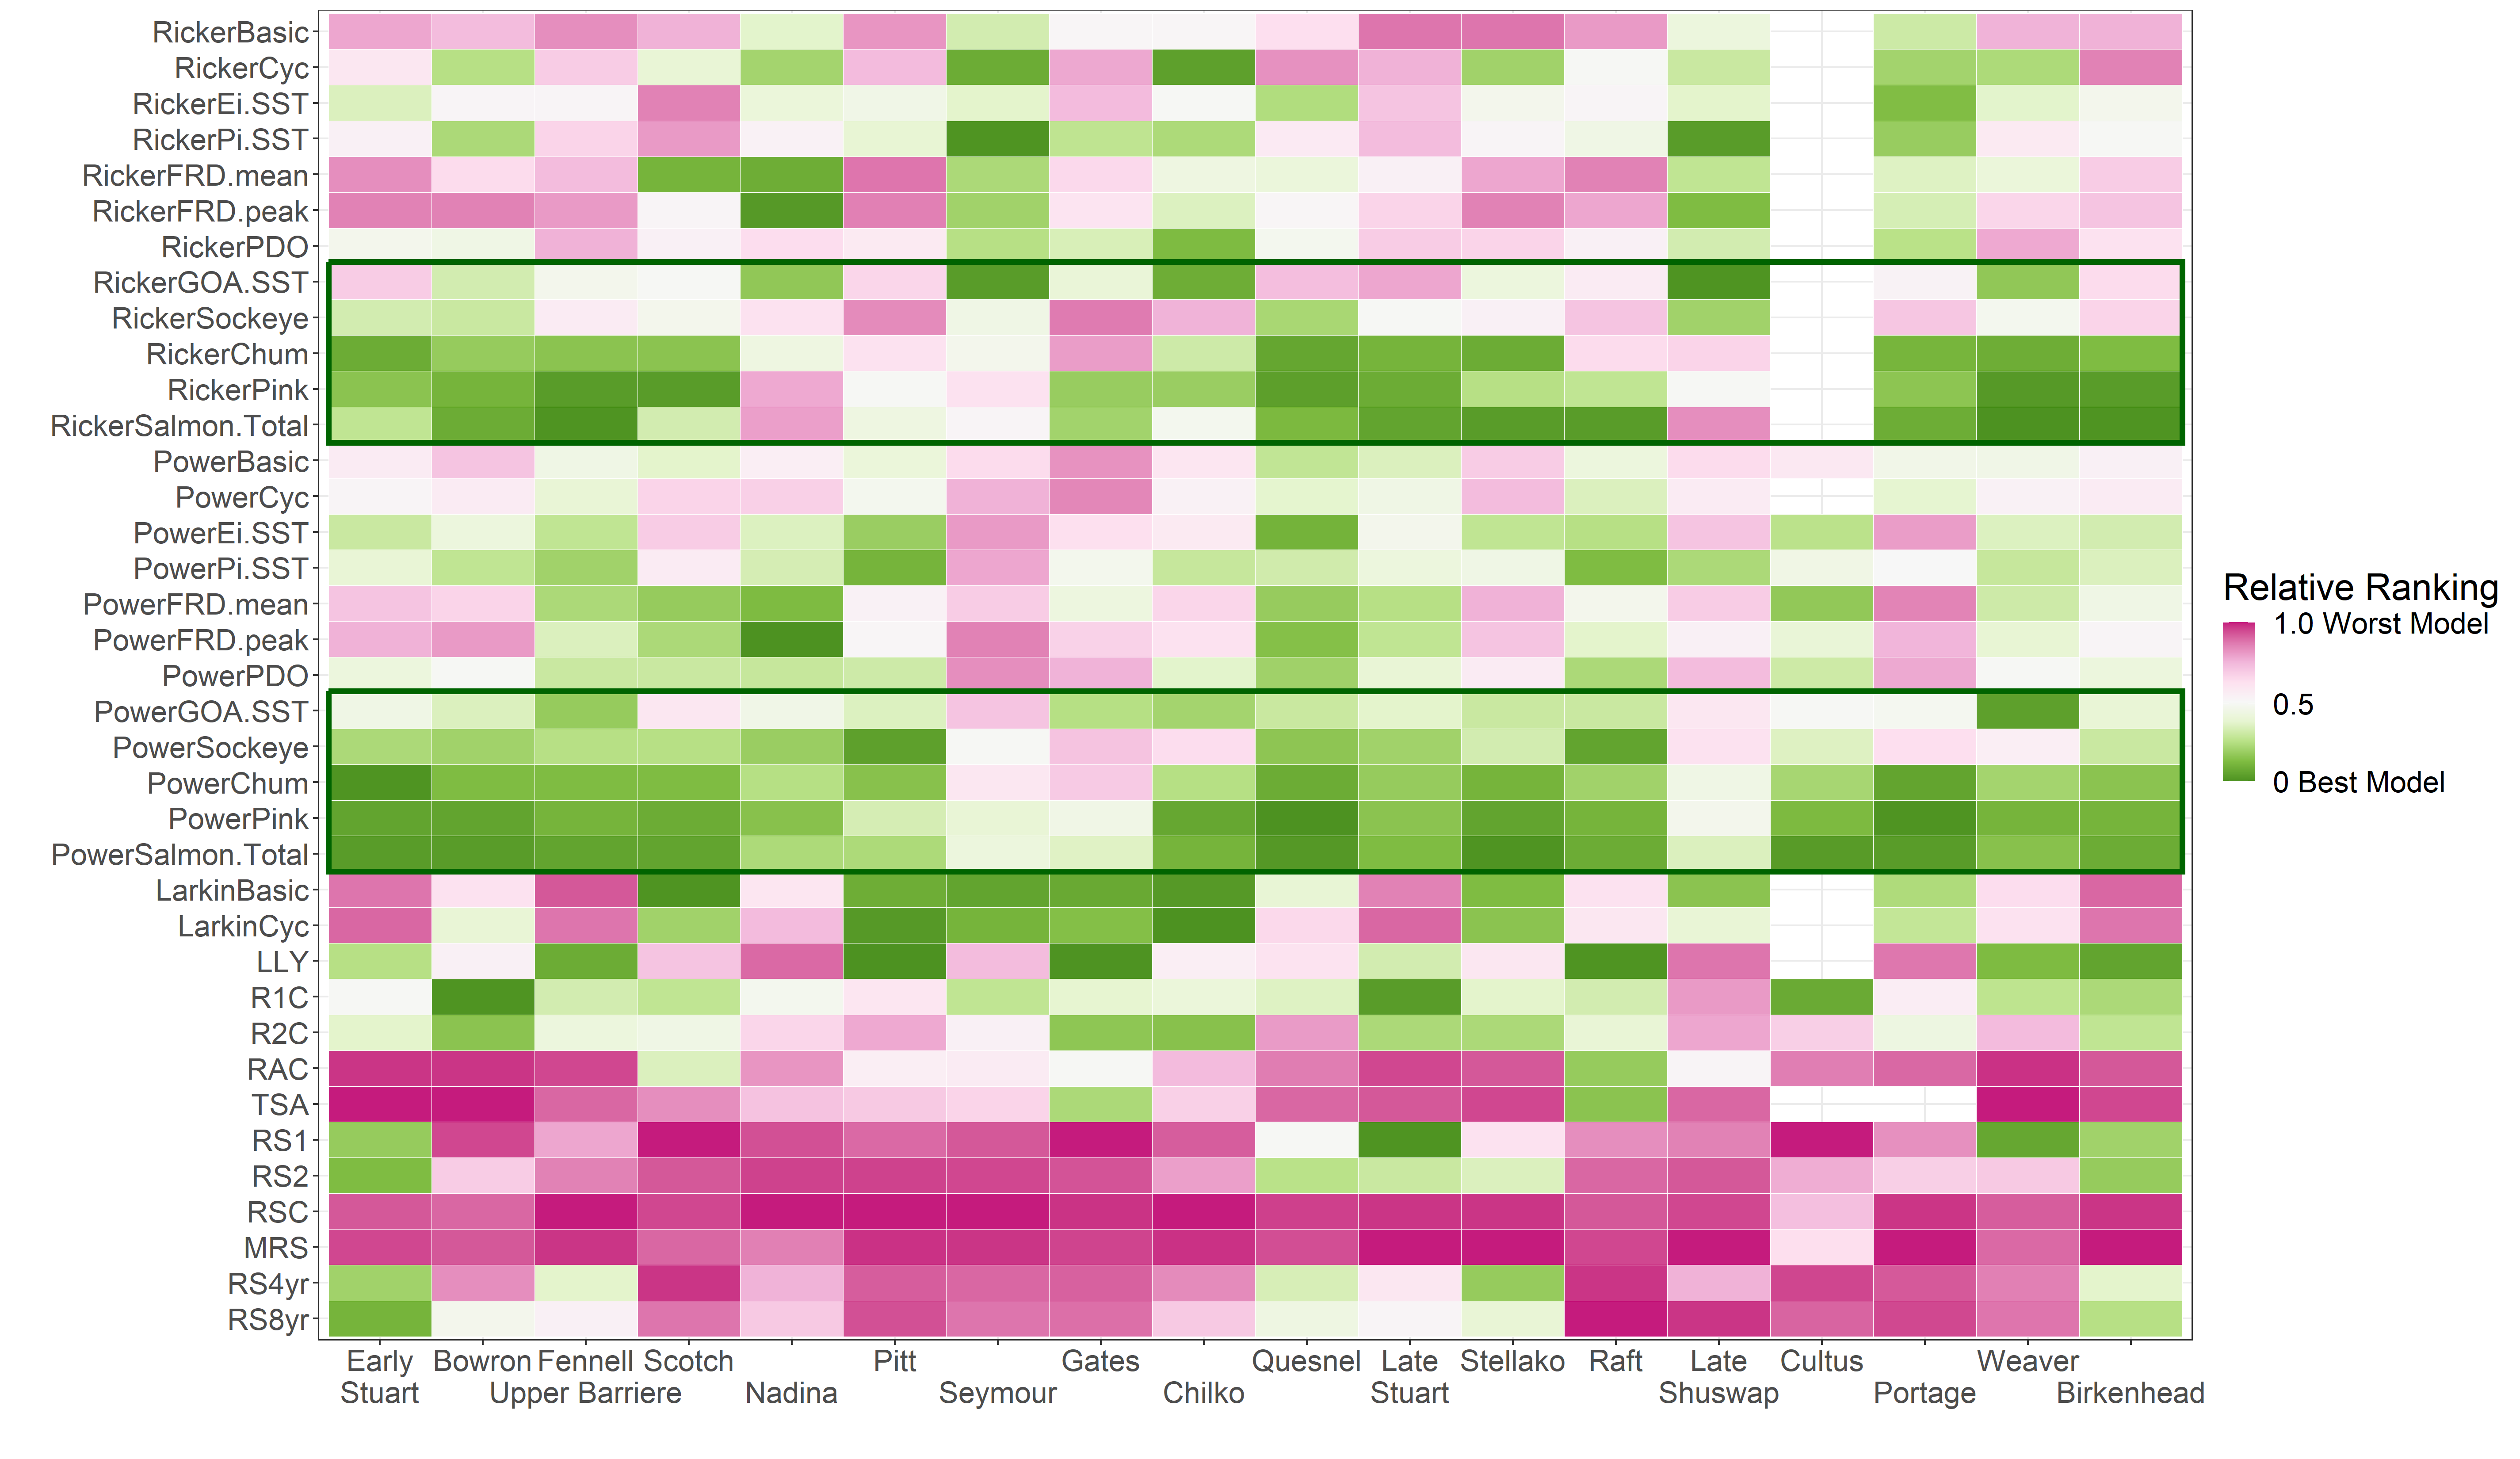 RickerBasic
RickerCyc
RickerEi.SST
RickerPi.SST
RickerFRD.mean
RickerFRD.peak
RickerPDO
RickerGOA.SST
RickerSockeye
RickerChum
RickerPink
RickerSalmon.Total
PowerBasic
PowerCyc
PowerEi.SST
PowerPi.SST
PowerFRD.mean
PowerFRD.peak
PowerPDO
PowerGOA.SST
PowerSockeye
PowerChum
PowerPink
PowerSalmon.Total
LarkinBasic
LarkinCyc
LLY
R1C
R2C
RAC
TSA
RS1
RS2
RSC
MRS
RS4yr
RS8yr
Early Bowron Fennell Scotch Pitt Gates Quesnel Late Stellako Raft Late Cultus Weaver
Stuart Upper Barriere Nadina Seymour Chilko Stuart Shuswap Portage Birkenhead
Relative Ranking
1.0 Worst Model
0.5
0 Best Model